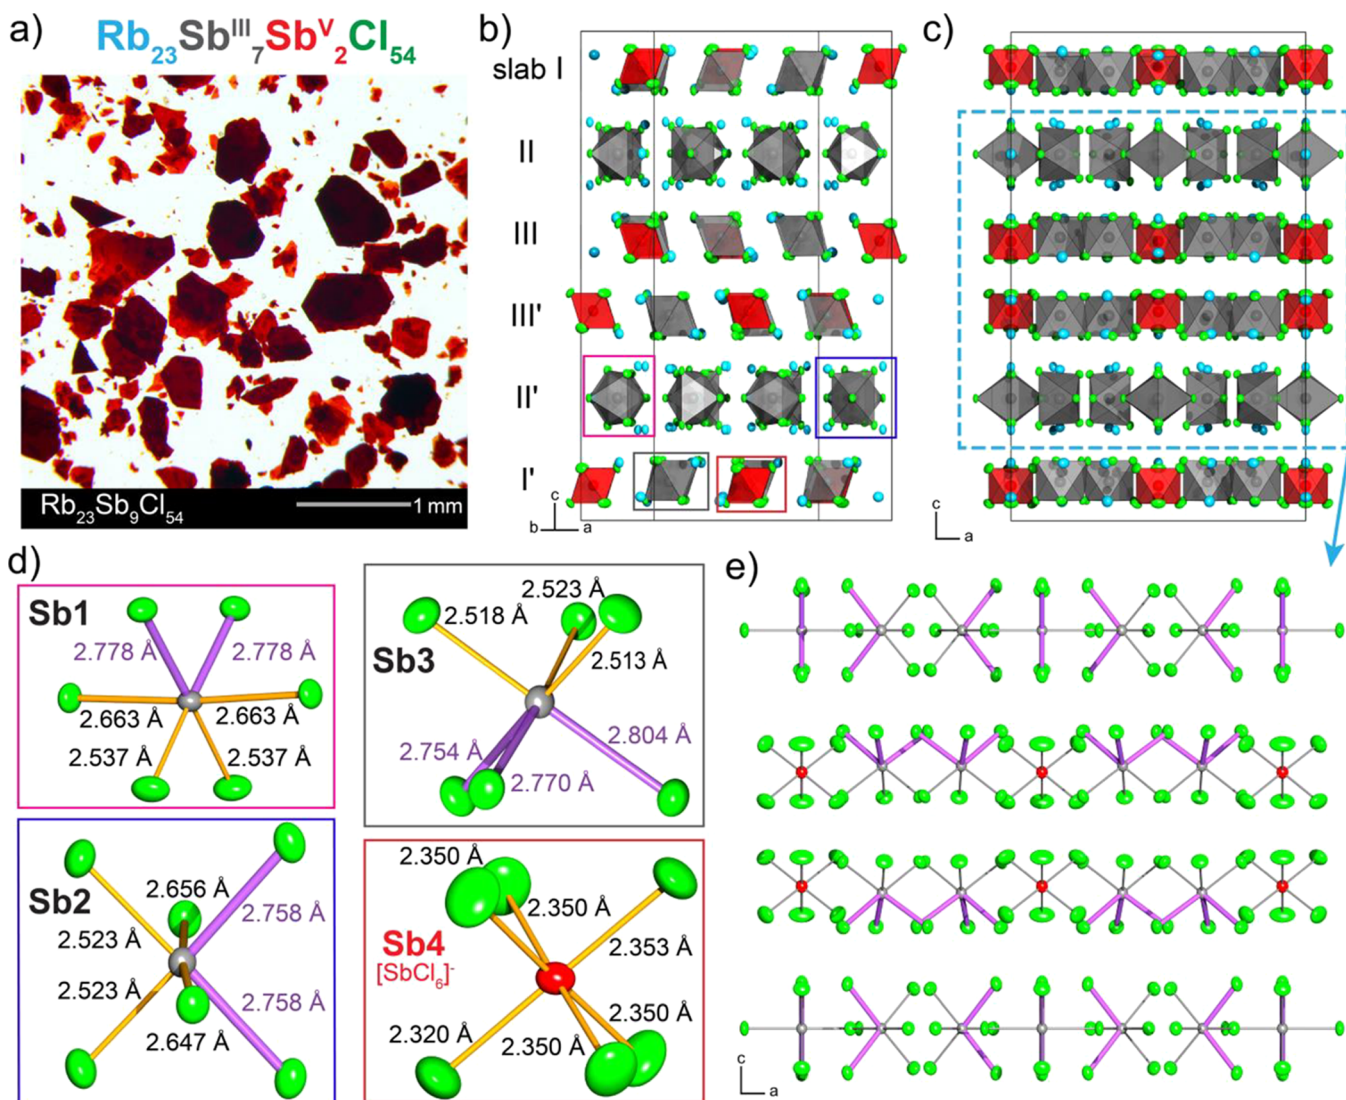 a) Rb23Sb^III7Sb^V2Cl54
Rb23Sb9Cl54 1 mm
b)
slab I
II
III
III'
II'
I'
c
b a
c)
c
a
d)
Sb1
2.778 Å 2.778 Å
2.663 Å 2.663 Å
2.537 Å 2.537 Å
Sb3
2.523 Å
2.518 Å
2.513 Å
2.754 Å 2.804 Å
2.770 Å
Sb2
2.656 Å
2.758 Å
2.523 Å
2.523 Å
2.758 Å
2.647 Å
Sb4
[SbCl6]-
2.350 Å
2.350 Å
2.353 Å
2.350 Å
2.320 Å
2.350 Å
e)
c
a